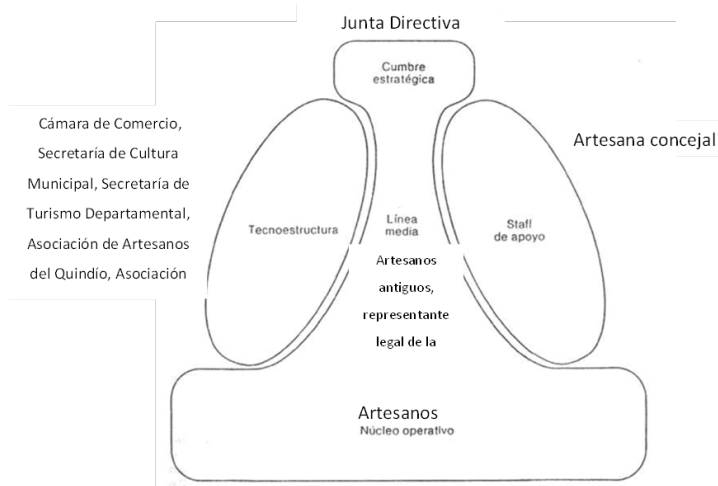 Junta Directiva
Cumbre
estratégica
Cámara de Comercio,
Secretaría de Cultura
Municipal, Secretaría de
Turismo Departamental,
Asociación de Artesanos
del Quindío, Asociación
Artesana concejal
Tecnoestructura
Línea
media
Staff
de apoyo
Artesanos
antiguos,
representante
legal de la
Artesanos
Núcleo operativo